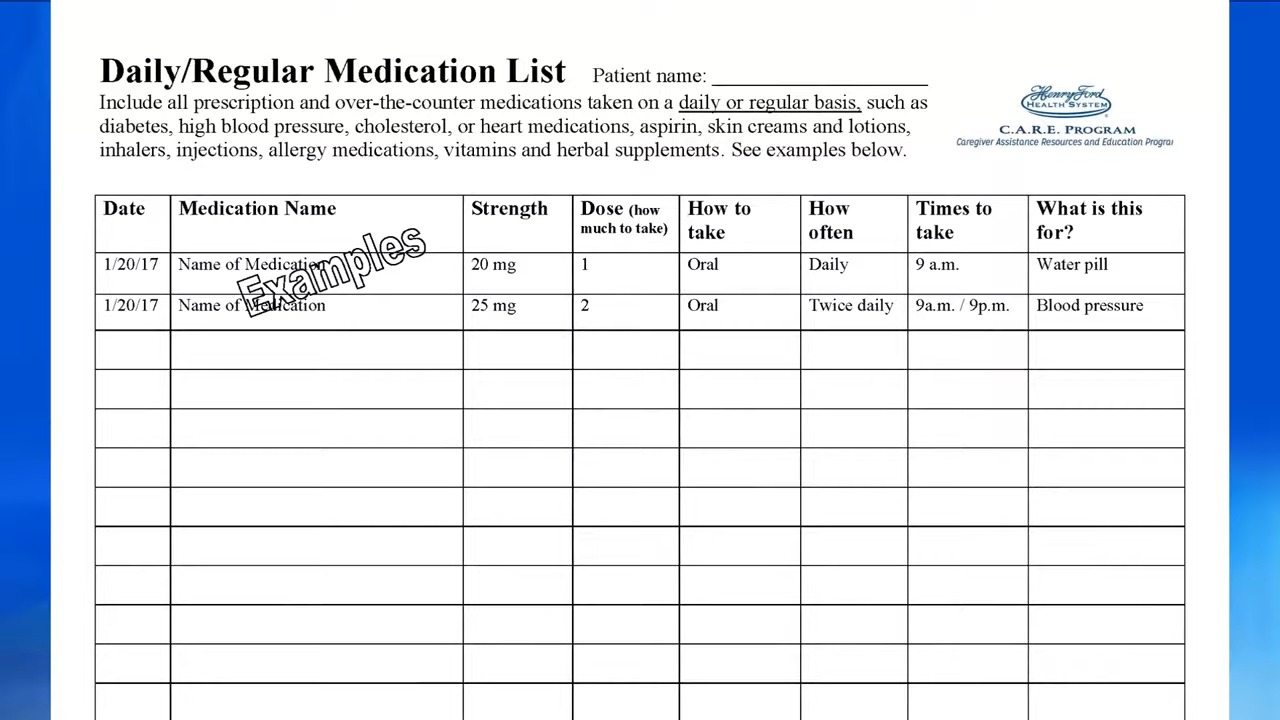 Daily/Regular Medication List Patient name:
Include all prescription and over-the-counter medications taken on a daily or regular basis, such as
diabetes, high blood pressure, cholesterol, or heart medications, aspirin, skin creams and lotions,
inhalers, injections, allergy medications, vitamins and herbal supplements. See examples below.
Henry Ford
HEALTH SYSTEM
C.A.R.E. PROGRAM
Caregiver Assistance Resources and Education Program
Date Medication Name Strength Dose (how much to take) How to take How often Times to take What is this for?
Examples
1/20/17 Name of Medication 20 mg 1 Oral Daily 9 a.m. Water pill
1/20/17 Name of Medication 25 mg 2 Oral Twice daily 9a.m. / 9p.m. Blood pressure